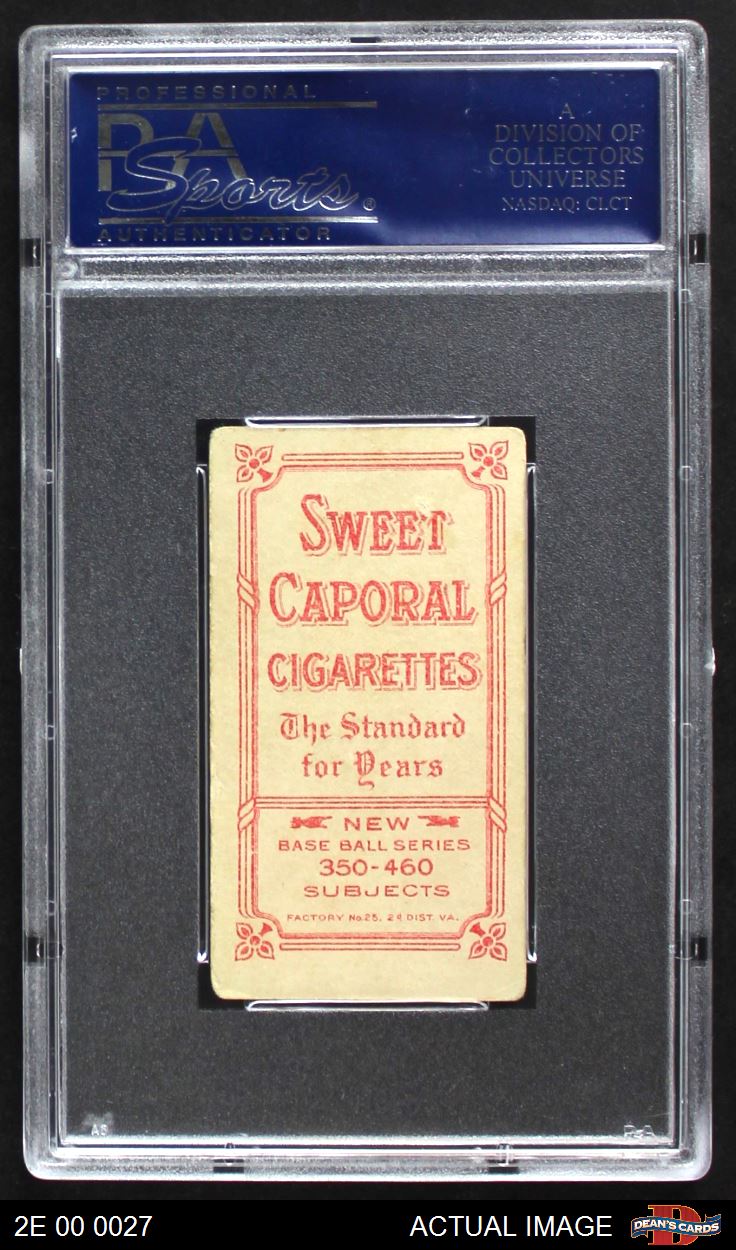 PROFESSIONAL
PSA
Sports®
AUTHENTICATOR
A
DIVISION OF
COLLECTORS
UNIVERSE
NASDAQ: CLCT
SWEET
CAPORAL
CIGARETTES
The Standard
for Years
NEW
BASE BALL SERIES
350-460
SUBJECTS
FACTORY No. 25, 2d DIST. VA.
PSA
2E 00 0027
ACTUAL IMAGE
DEAN'S CARDS